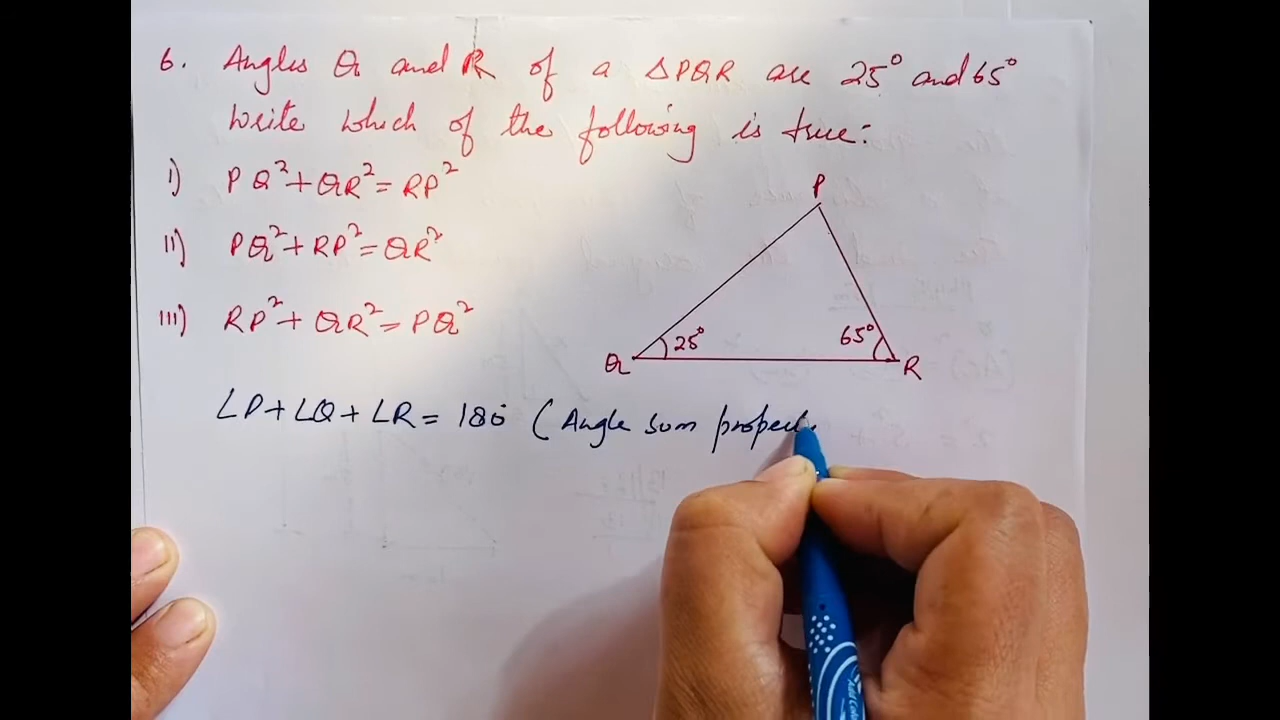 6. Angles Q and R of a △PQR are 25° and 65°
Write which of the following is true:
i) PQ²+QR²=RP²
ii) PQ²+RP²=QR²
iii) RP²+QR²=PQ²
P
25°
65°
Q
R
∠P+∠Q+∠R=180° (Angle sum propert